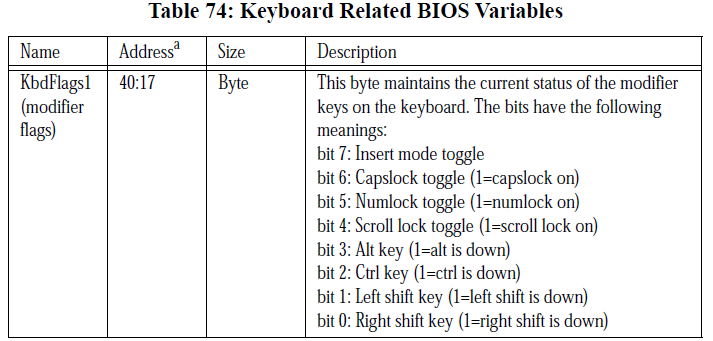 Table 74: Keyboard Related BIOS Variables
Name Addressᵃ Size Description
KbdFlags1 40:17 Byte This byte maintains the current status of the modifier
(modifier keys on the keyboard. The bits have the following
flags) meanings:
bit 7: Insert mode toggle
bit 6: Capslock toggle (1=capslock on)
bit 5: Numlock toggle (1=numlock on)
bit 4: Scroll lock toggle (1=scroll lock on)
bit 3: Alt key (1=alt is down)
bit 2: Ctrl key (1=ctrl is down)
bit 1: Left shift key (1=left shift is down)
bit 0: Right shift key (1=right shift is down)